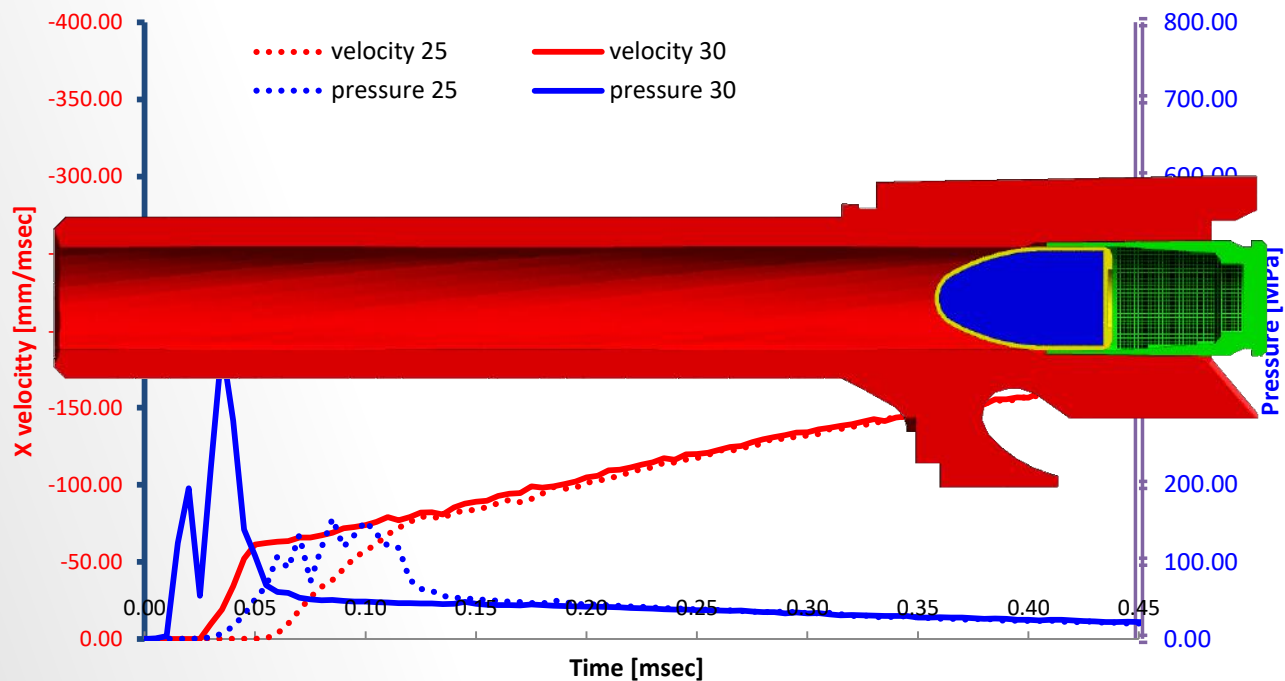 -400.00
-350.00
-300.00
-150.00
-100.00
-50.00
0.00
X velocitty [mm/msec]
velocity 25
velocity 30
pressure 25
pressure 30
800.00
700.00
600.00
200.00
100.00
0.00
Pressure [MPa]
0.00 0.05 0.10 0.15 0.20 0.25 0.30 0.35 0.40 0.45
Time [msec]